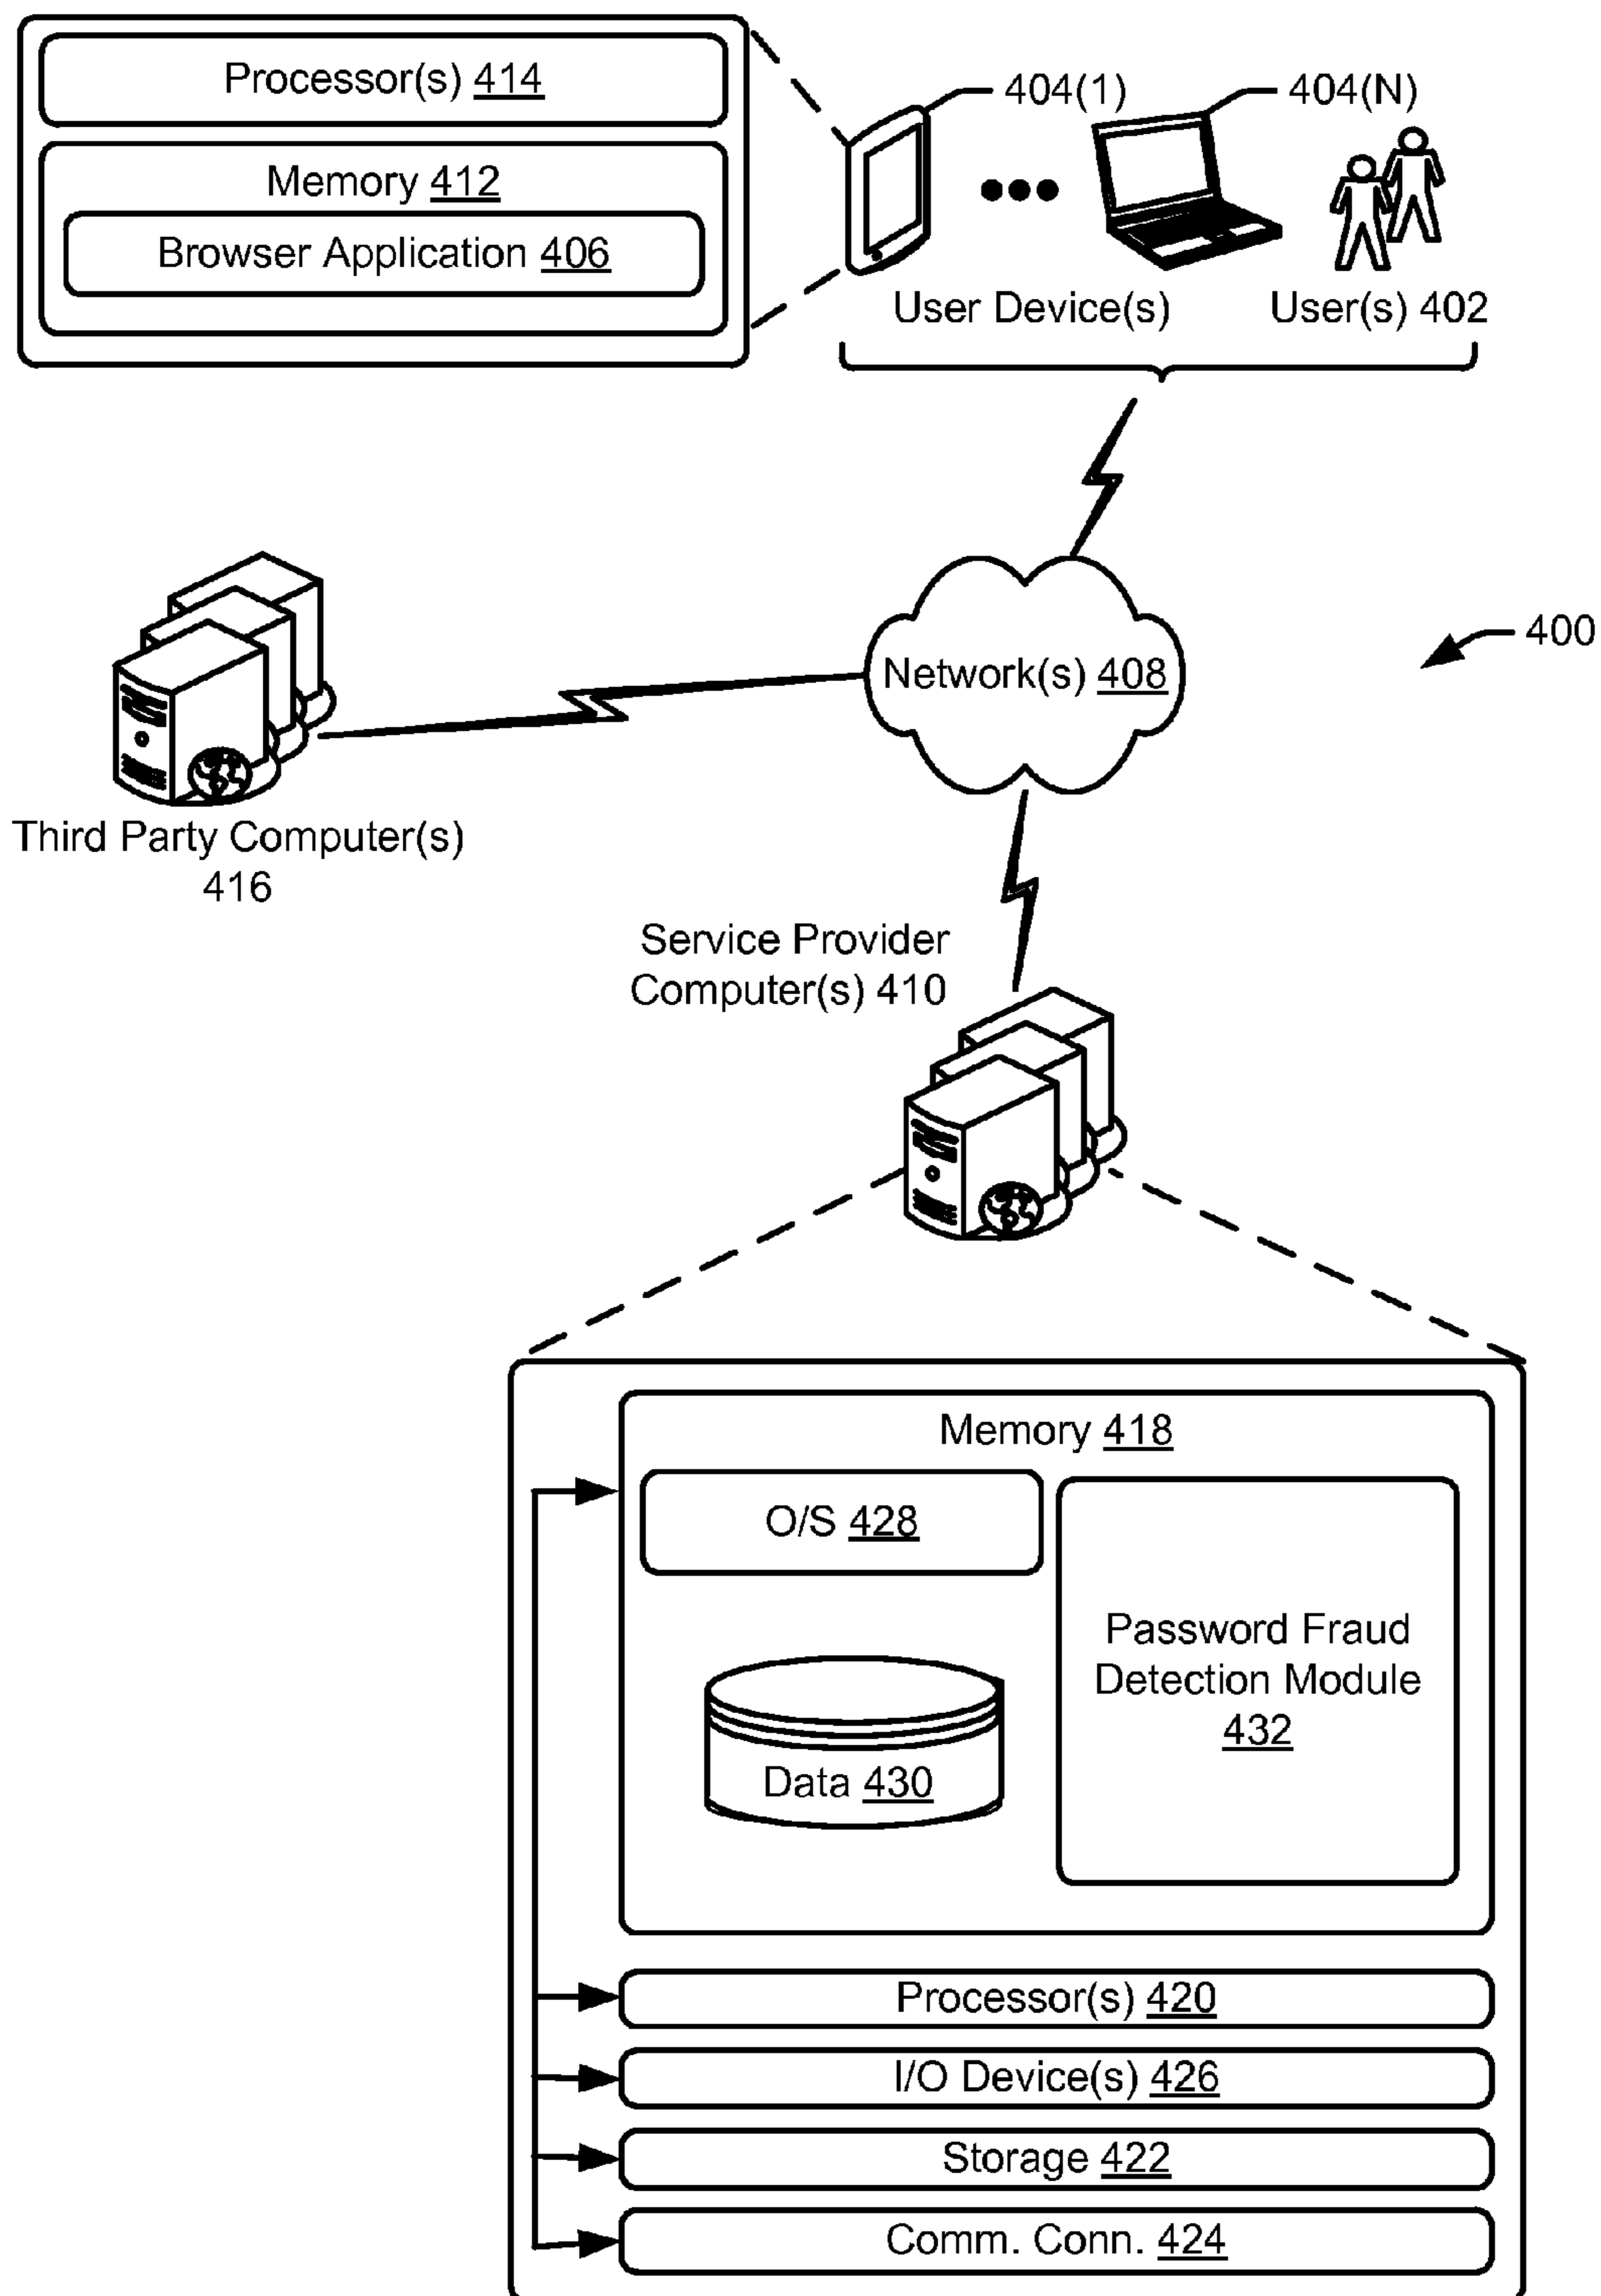 Processor(s) 414
Memory 412
Browser Application 406
404(1)
404(N)
User Device(s)
User(s) 402
Network(s) 408
400
Third Party Computer(s)
416
Service Provider
Computer(s) 410
Memory 418
O/S 428
Password Fraud
Detection Module
432
Data 430
Processor(s) 420
I/O Device(s) 426
Storage 422
Comm. Conn. 424